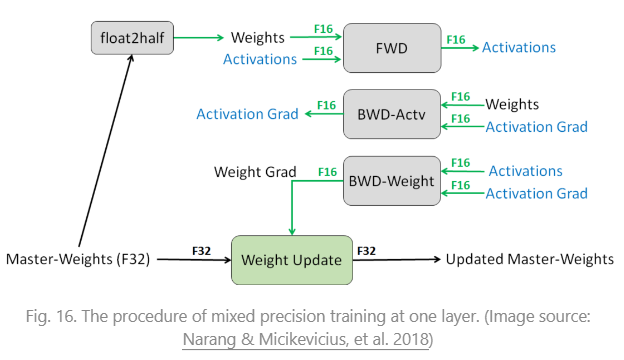 float2half
Weights
F16
Activations
F16
FWD
F16
Activations
Activation Grad
F16
BWD-Actv
F16
Weights
F16
Activation Grad
Weight Grad
F16
BWD-Weight
F16
Activations
F16
Activation Grad
Master-Weights (F32)
F32
Weight Update
F32
Updated Master-Weights
Fig. 16. The procedure of mixed precision training at one layer. (Image source:
Narang & Micikevicius, et al. 2018)